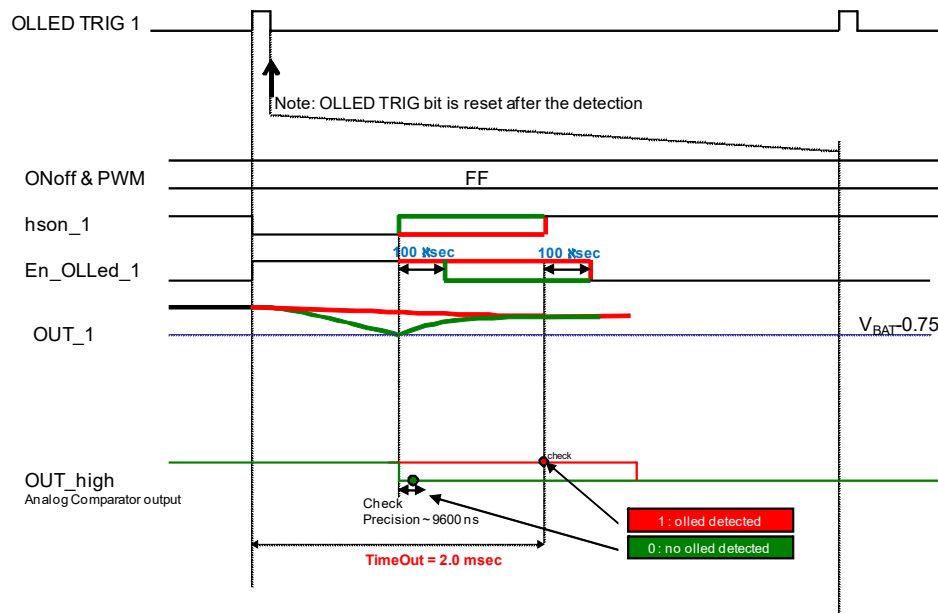 OLLED TRIG 1
Note: OLLED TRIG bit is reset after the detection
ONoff & PWM
FF
hson_1
100 sec
100 sec
En_OLLed_1
OUT_1
VBAT-0.75
check
OUT_high
Analog Comparator output
Check
Precision ~ 9600 ns
1 : olled detected
0 : no olled detected
TimeOut = 2.0 msec